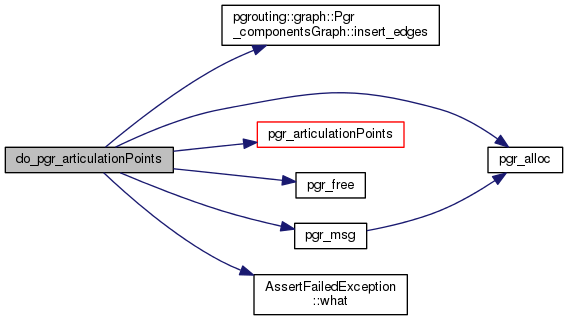 pgrouting::graph::Pgr
_componentsGraph::insert_edges
pgr_articulationPoints
do_pgr_articulationPoints
pgr_alloc
pgr_free
pgr_msg
AssertFailedException
::what